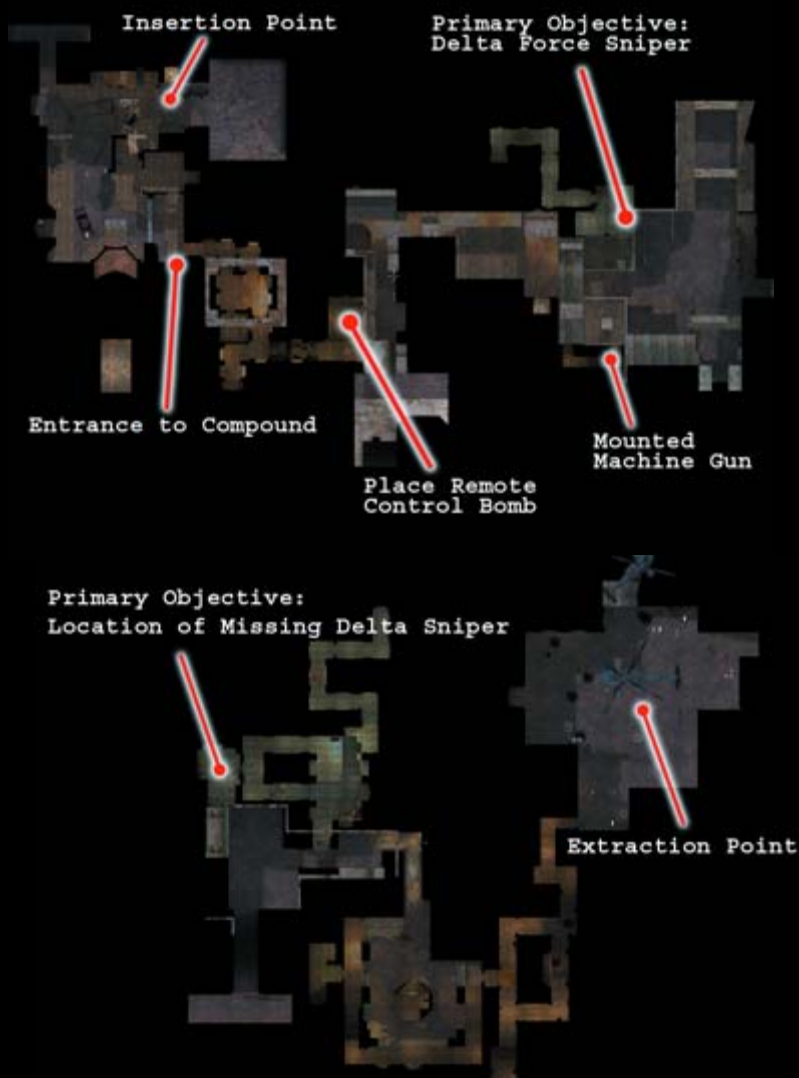 Insertion Point
Primary Objective:
Delta Force Sniper
Entrance to Compound
Mounted
Machine Gun
Place Remote
Control Bomb
Primary Objective:
Location of Missing Delta Sniper
Extraction Point